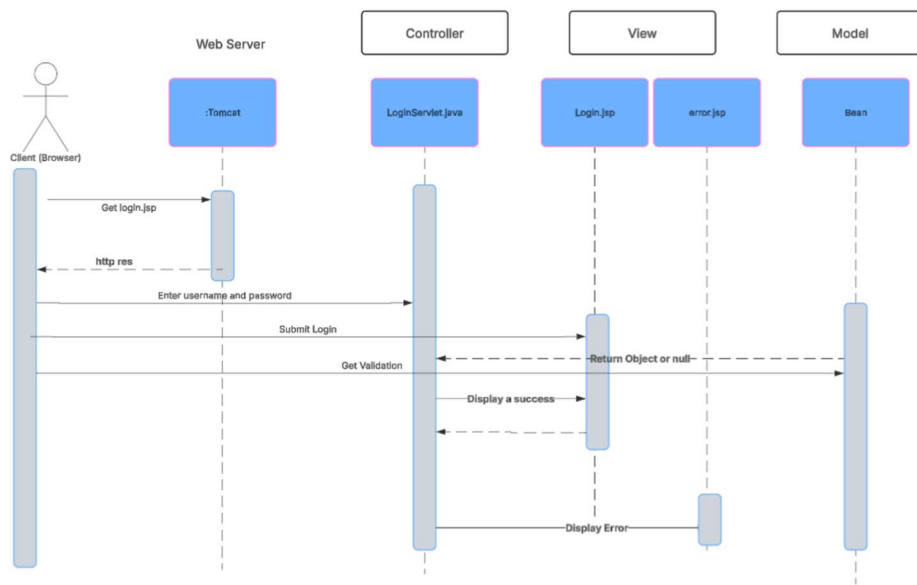 Web Server
Controller
View
Model
:Tomcat
LoginServlet.java
Login.jsp
error.jsp
Bean
Client (Browser)
Get login.jsp
http res
Enter username and password
Submit Login
Return Object or null
Get Validation
Display a success
Display Error